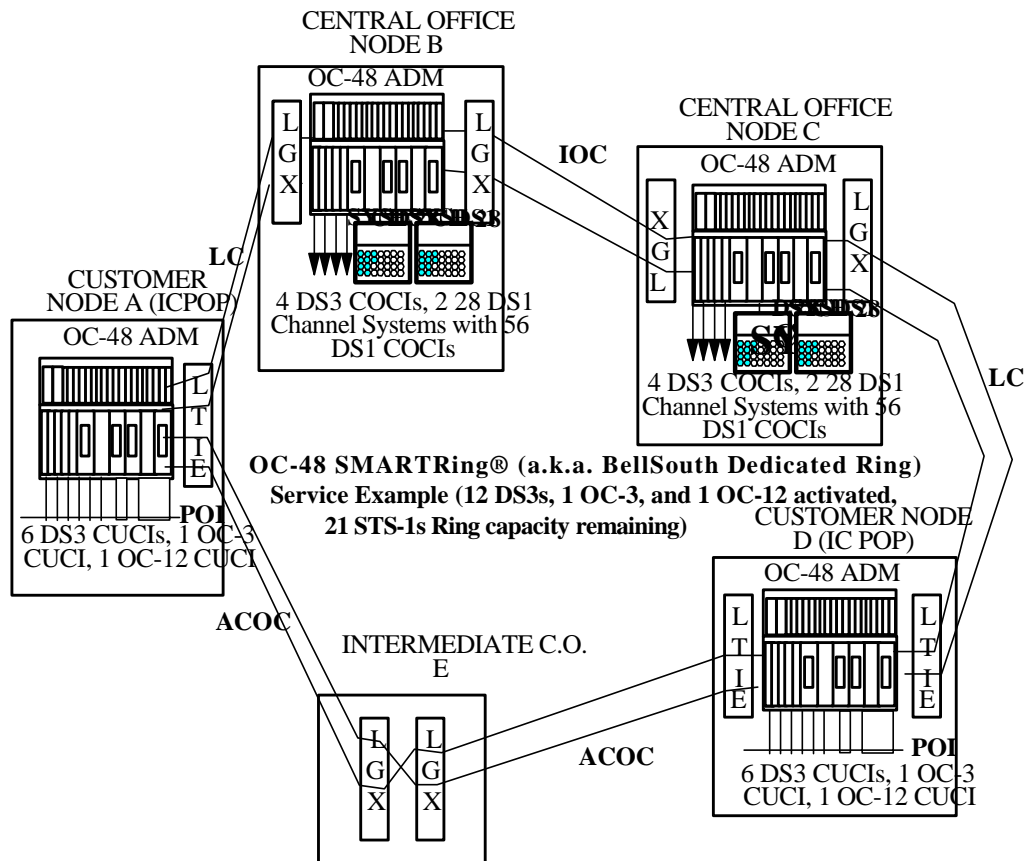 CENTRAL OFFICE
NODE B
OC-48 ADM
L
G
X
L
G
X
4 DS3 COCIs, 2 28 DS1
Channel Systems with 56
DS1 COCIs
IOC
CENTRAL OFFICE
NODE C
OC-48 ADM
X
G
L
L
G
X
4 DS3 COCIs, 2 28 DS1
Channel Systems with 56
DS1 COCIs
LC
LC
CUSTOMER
NODE A (ICPOP)
OC-48 ADM
L
T
I
E
POI
6 DS3 CUCIs, 1 OC-3
CUCI, 1 OC-12 CUCI
OC-48 SMARTRing® (a.k.a. BellSouth Dedicated Ring)
Service Example (12 DS3s, 1 OC-3, and 1 OC-12 activated,
21 STS-1s Ring capacity remaining)
CUSTOMER NODE
D (IC POP)
OC-48 ADM
L
T
I
E
L
T
I
E
POI
6 DS3 CUCIs, 1 OC-3
CUCI, 1 OC-12 CUCI
ACOC
INTERMEDIATE C.O.
E
L
G
X
L
G
X
ACOC